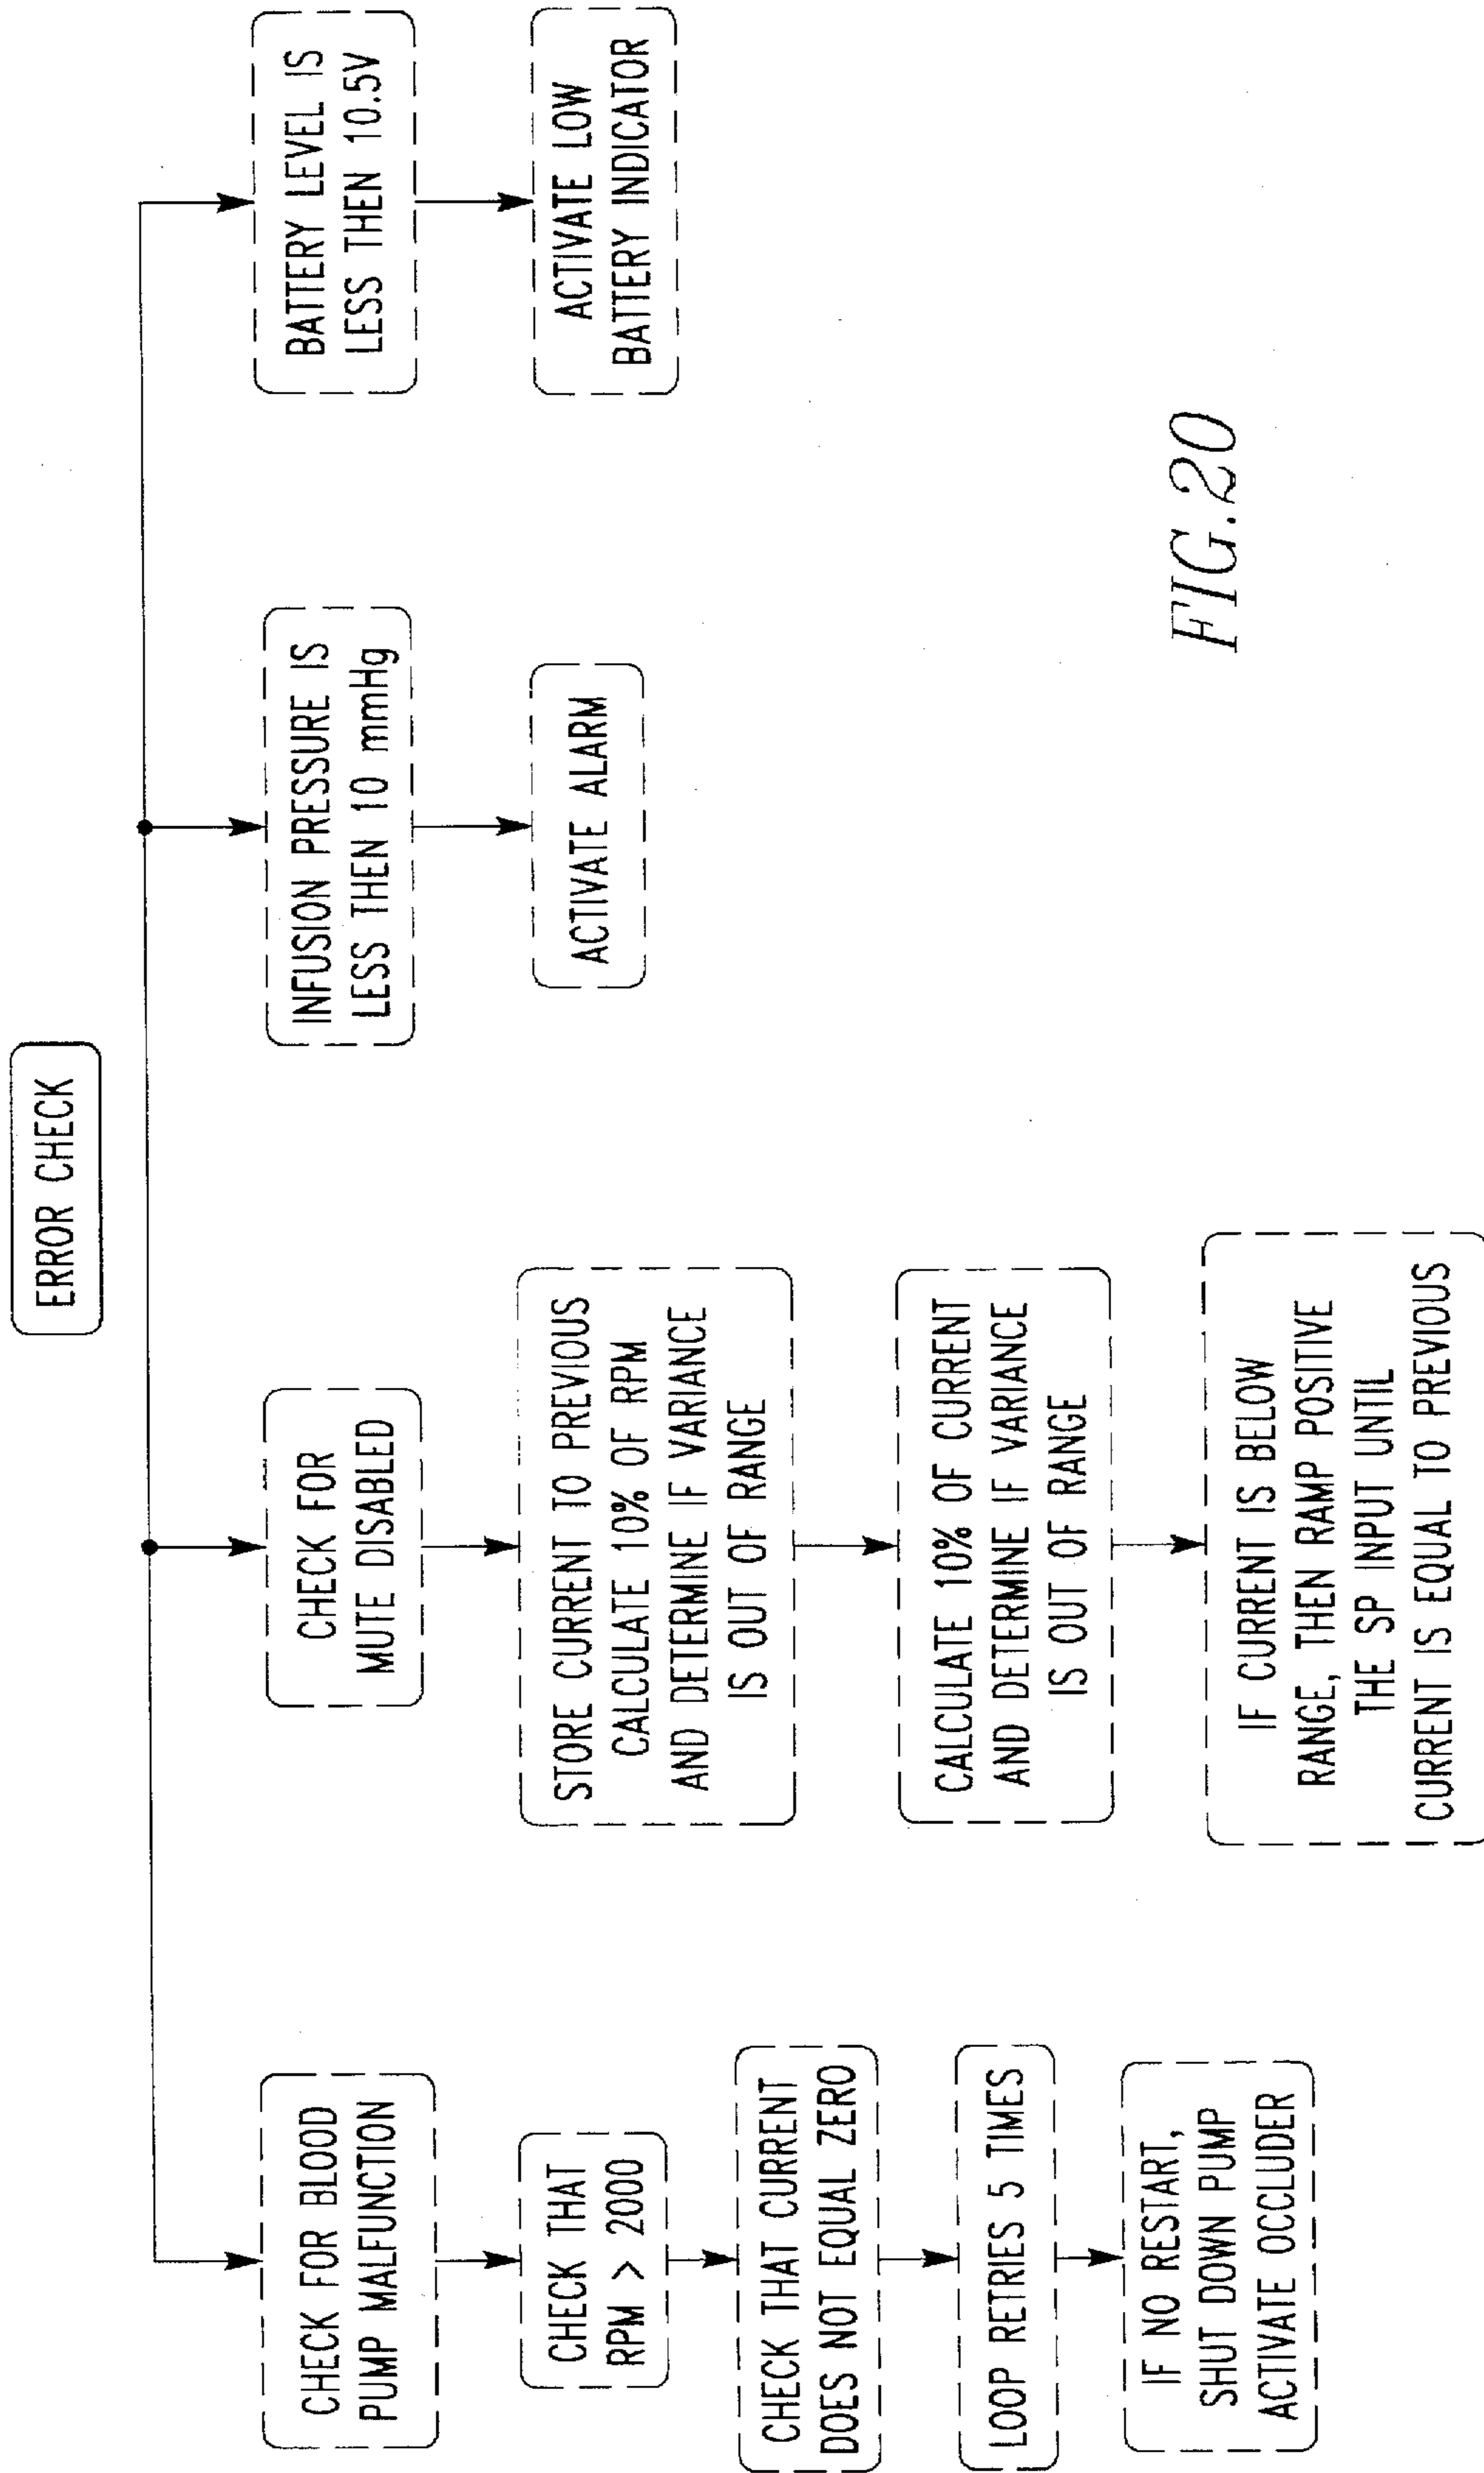 ERROR CHECK
CHECK FOR BLOOD
PUMP MALFUNCTION
CHECK THAT
RPM > 2000
CHECK THAT CURRENT
DOES NOT EQUAL ZERO
LOOP RETRIES 5 TIMES
IF NO RESTART,
SHUT DOWN PUMP
ACTIVATE OCCLUDER
CHECK FOR
MUTE DISABLED
STORE CURRENT TO PREVIOUS
CALCULATE 10% OF RPM
AND DETERMINE IF VARIANCE
IS OUT OF RANGE
CALCULATE 10% OF CURRENT
AND DETERMINE IF VARIANCE
IS OUT OF RANGE
IF CURRENT IS BELOW
RANGE, THEN RAMP POSITIVE
THE SP INPUT UNTIL
CURRENT IS EQUAL TO PREVIOUS
INFUSION PRESSURE IS
LESS THEN 10 mmHg
ACTIVATE ALARM
BATTERY LEVEL IS
LESS THEN 10.5V
ACTIVATE LOW
BATTERY INDICATOR
FIG. 20